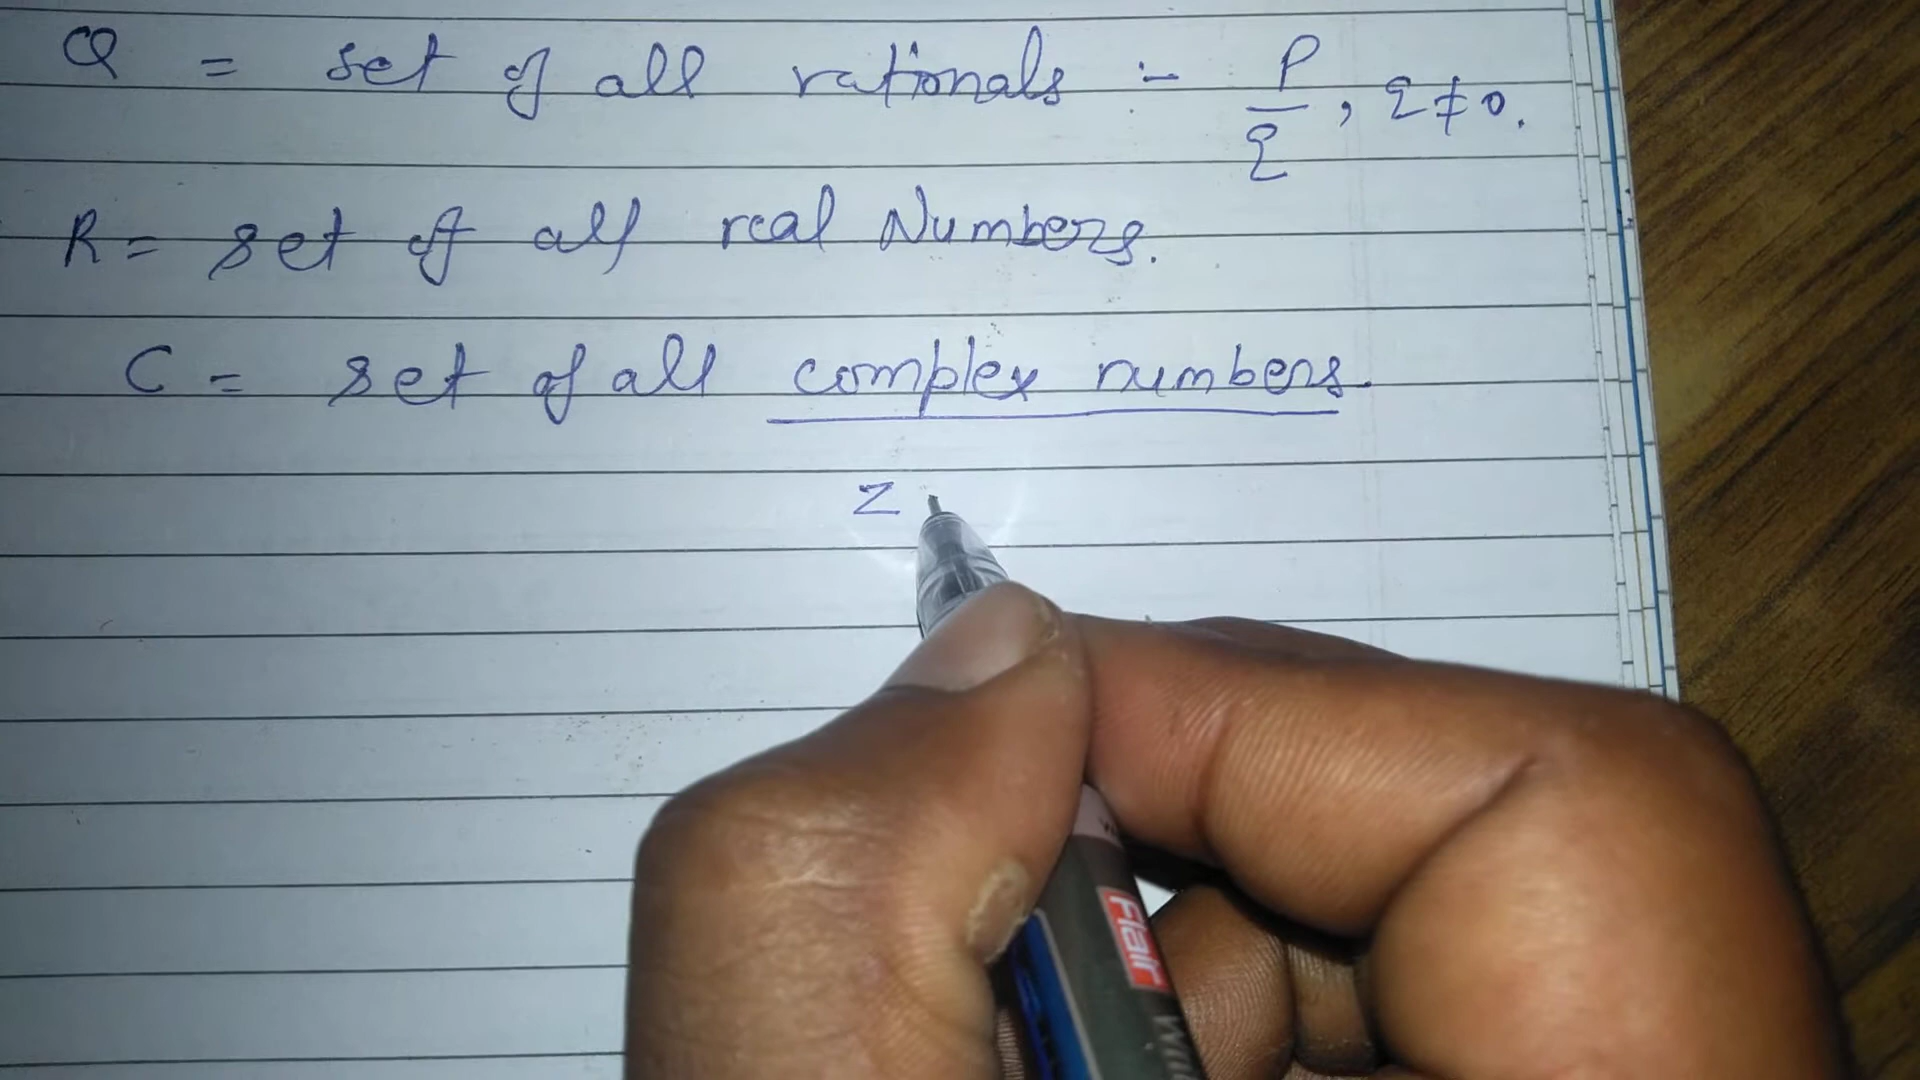 Q = set of all rationals :- P/q, q≠0.
R = set of all real Numbers.
C = set of all complex numbers.
Z
Flair